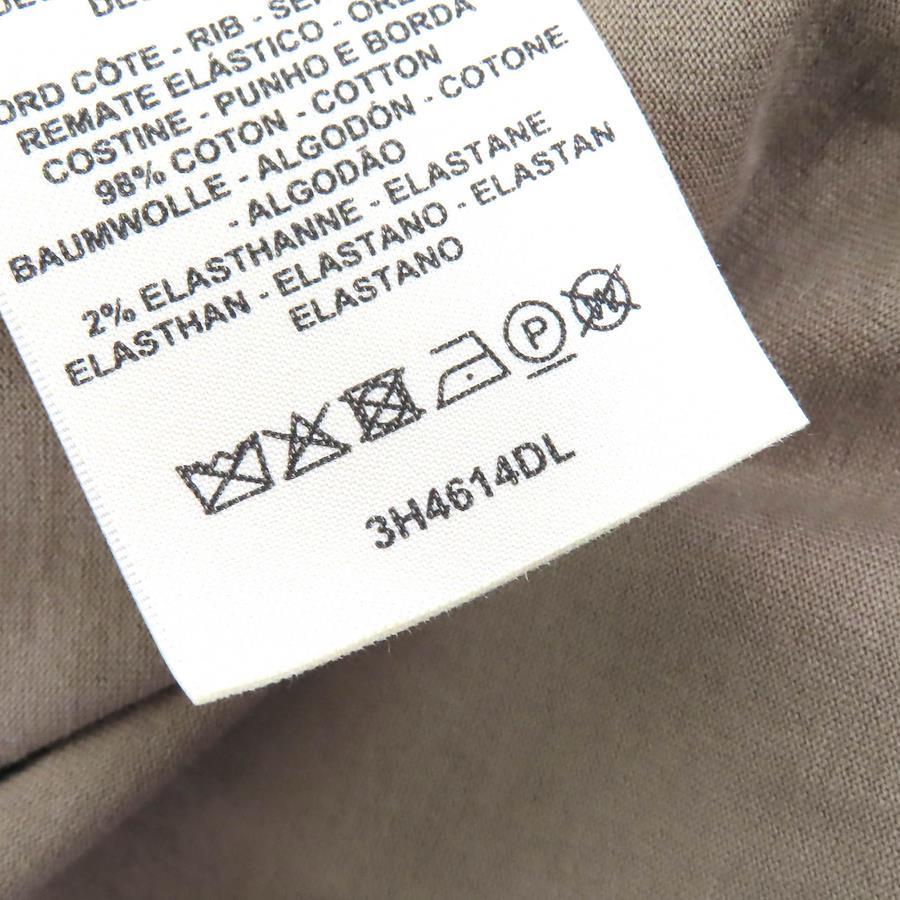 ORD CÔTE - RIB -
REMATE ELÁSTICO -
COSTINE - PUNHO E BORDA
98% COTON - COTTON
BAUMWOLLE - ALGODÓN - COTONE
- ALGODÃO
2% ELASTHANNE - ELASTANE
ELASTHAN - ELASTANO - ELASTAN
ELASTANO
P
W
3H4614DL